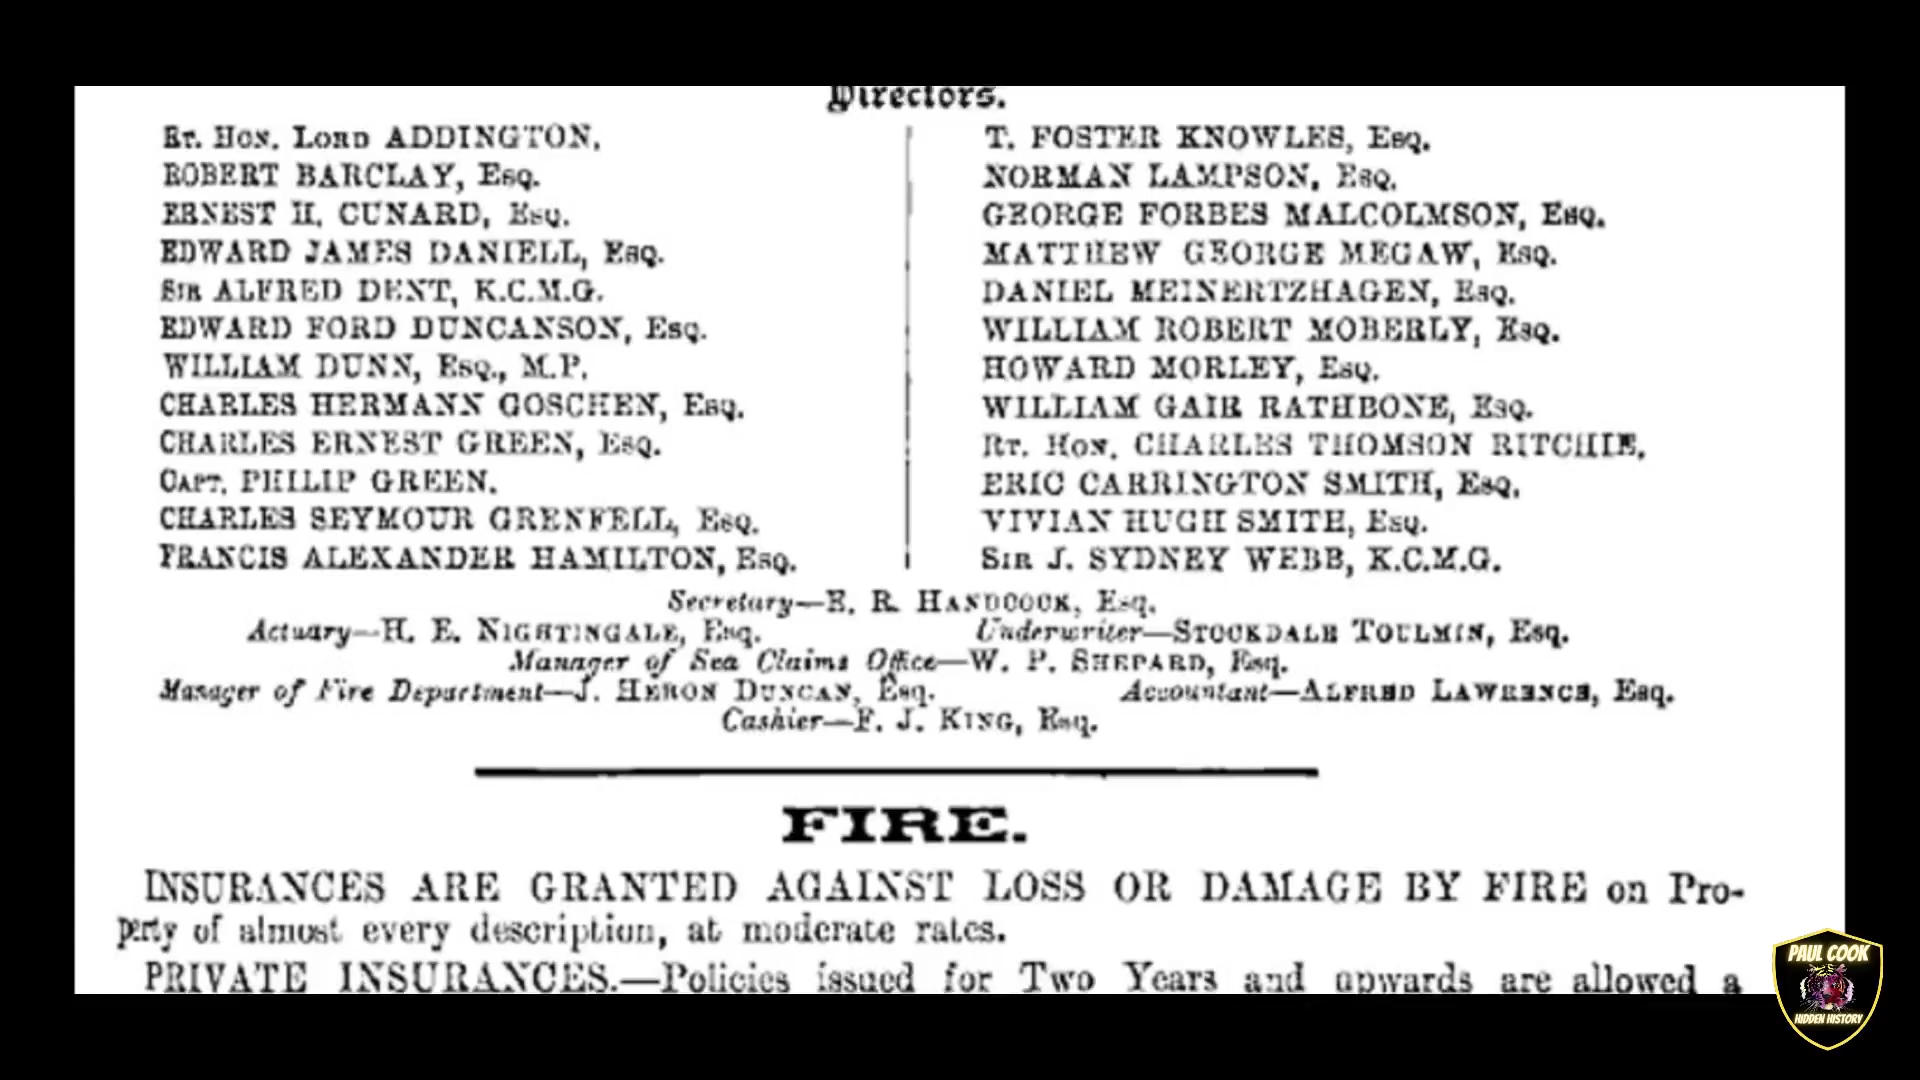 Directors.
Rt. Hon. Lord ADDINGTON.
ROBERT BARCLAY, Esq.
ERNEST H. CUNARD, Esq.
EDWARD JAMES DANIELL, Esq.
Sir ALFRED DENT, K.C.M.G.
EDWARD FORD DUNCANSON, Esq.
WILLIAM DUNN, Esq., M.P.
CHARLES HERMANN GOSCHEN, Esq.
CHARLES ERNEST GREEN, Esq.
Capt. PHILIP GREEN.
CHARLES SEYMOUR GRENFELL, Esq.
FRANCIS ALEXANDER HAMILTON, Esq.
T. FOSTER KNOWLES, Esq.
NORMAN LAMPSON, Esq.
GEORGE FORBES MALCOLMSON, Esq.
MATTHEW GEORGE MEGAW, Esq.
DANIEL MEINERTZHAGEN, Esq.
WILLIAM ROBERT MOBERLY, Esq.
HOWARD MORLEY, Esq.
WILLIAM GAIR RATHBONE, Esq.
Rt. Hon. CHARLES THOMSON RITCHIE.
ERIC CARRINGTON SMITH, Esq.
VIVIAN HUGH SMITH, Esq.
Sir J. SYDNEY WEBB, K.C.M.G.
Secretary—E. R. HANDCOCK, Esq.
Actuary—H. E. NIGHTINGALE, Esq. Underwriter—STOCKDALE TOULMIN, Esq.
Manager of Sea Claims Office—W. P. SHEPARD, Esq.
Manager of Fire Department—J. HERON DUNCAN, Esq. Accountant—ALFRED LAWRENCE, Esq.
Cashier—F. J. KING, Esq.
FIRE.
INSURANCES ARE GRANTED AGAINST LOSS OR DAMAGE BY FIRE on Pro-
perty of almost every description, at moderate rates.
PRIVATE INSURANCES.—Policies issued for Two Years and upwards are allowed a
PAUL COOK
HIDDEN HISTORY